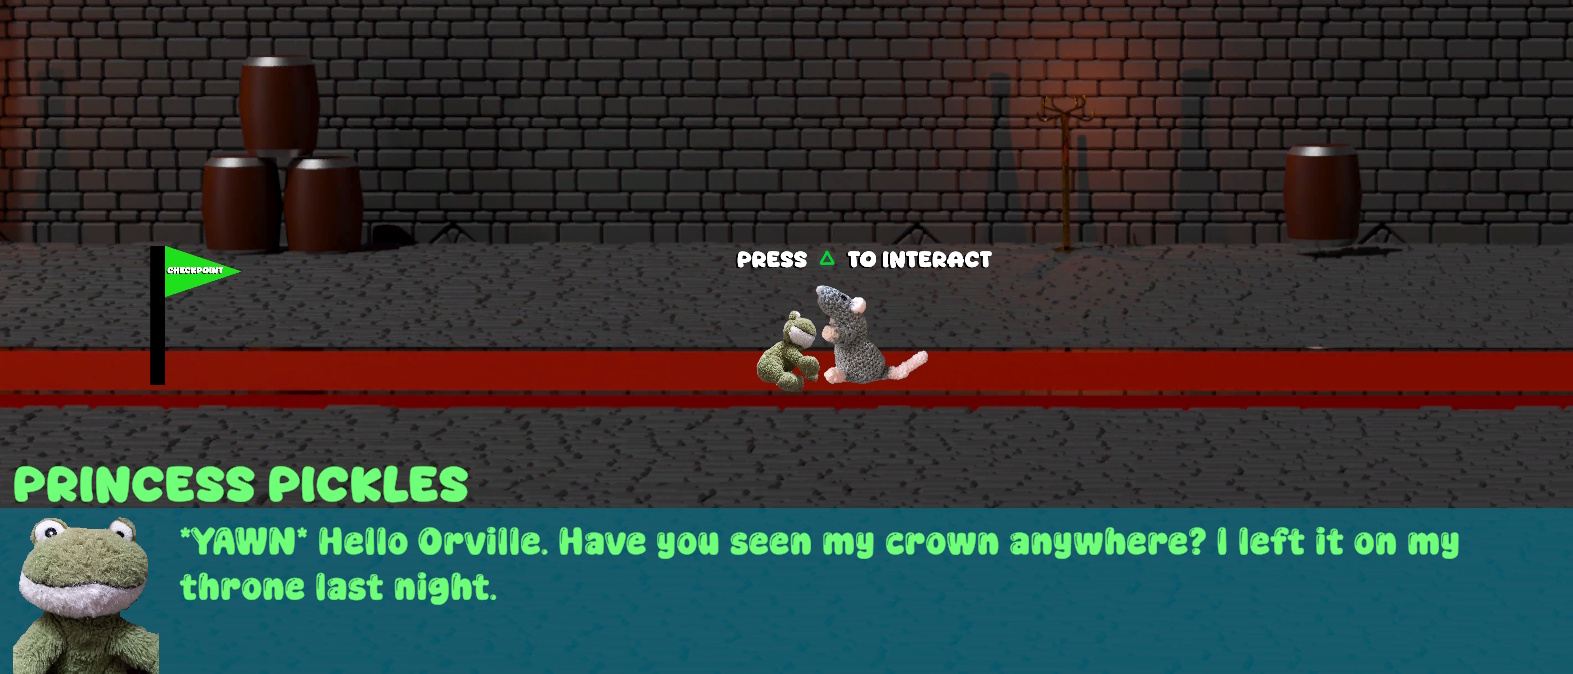 PRESS △ TO INTERACT
CHECKPOINT
PRINCESS PICKLES
*YAWN* Hello Orville. Have you seen my crown anywhere? I left it on my
throne last night.